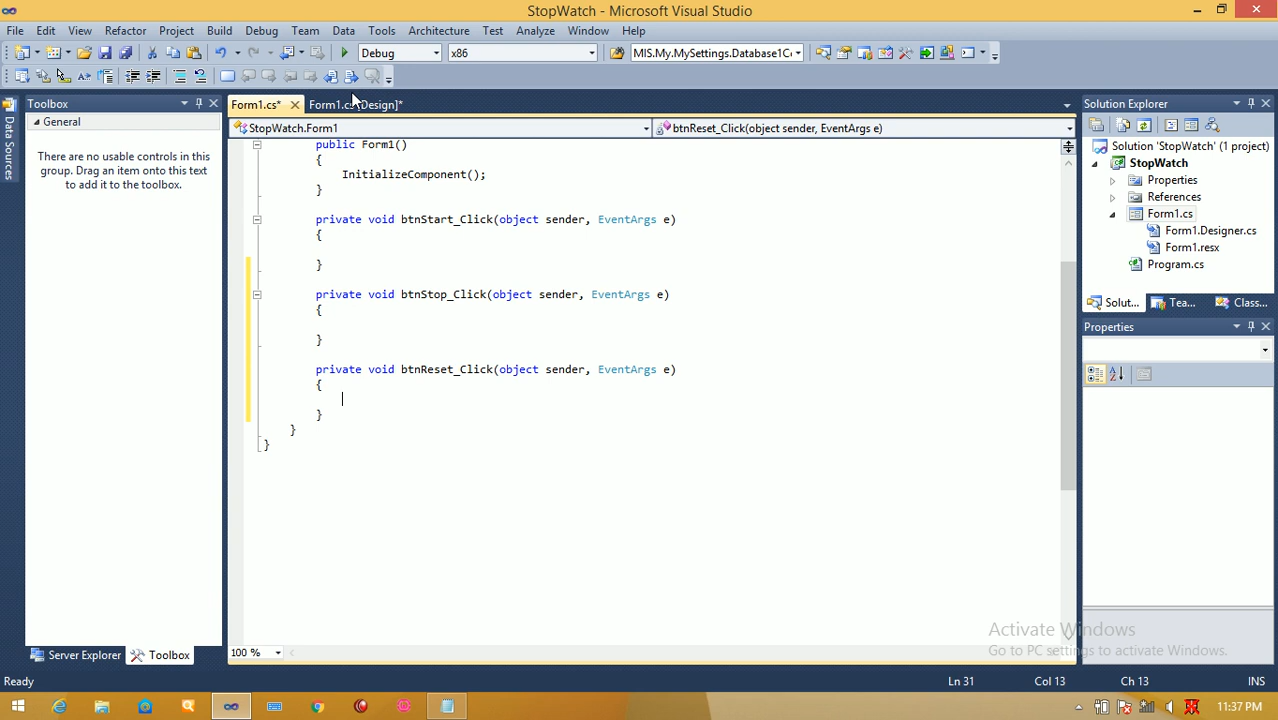 StopWatch - Microsoft Visual Studio
File Edit View Refactor Project Build Debug Team Data Tools Architecture Test Analyze Window Help
Debug x86 MIS.My.MySettings.Database1C
Toolbox
Form1.cs* Form1.cs [Design]*
Solution Explorer
Data Sources
General
There are no usable controls in this
group. Drag an item onto this text
to add it to the toolbox.
StopWatch.Form1 btnReset_Click(object sender, EventArgs e)
public Form1()
{
InitializeComponent();
}
private void btnStart_Click(object sender, EventArgs e)
{
}
private void btnStop_Click(object sender, EventArgs e)
{
}
private void btnReset_Click(object sender, EventArgs e)
{
}
}
}
Solution 'StopWatch' (1 project)
StopWatch
Properties
References
Form1.cs
Form1.Designer.cs
Form1.resx
Program.cs
Solut... Tea... Class...
Properties
Activate Windows
Go to PC settings to activate Windows.
100 %
Server Explorer Toolbox
Ready Ln 31 Col 13 Ch 13 INS
11:37 PM